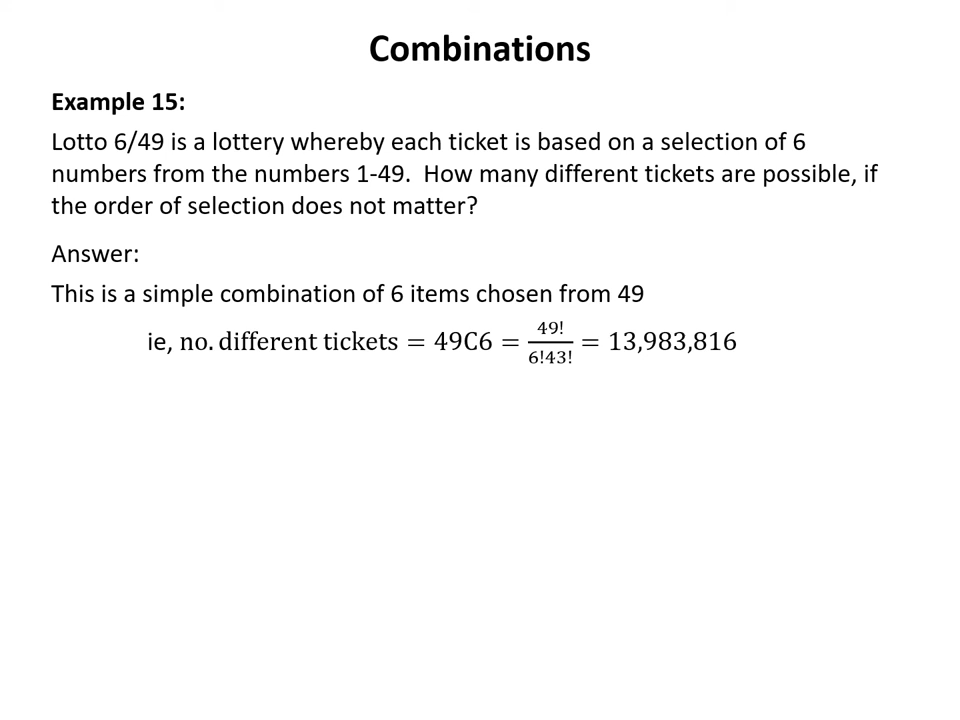 Combinations
Example 15:
Lotto 6/49 is a lottery whereby each ticket is based on a selection of 6
numbers from the numbers 1-49.  How many different tickets are possible, if
the order of selection does not matter?
Answer:
This is a simple combination of 6 items chosen from 49
ie, no. different tickets = 49C6 = 49!/6!43! = 13,983,816